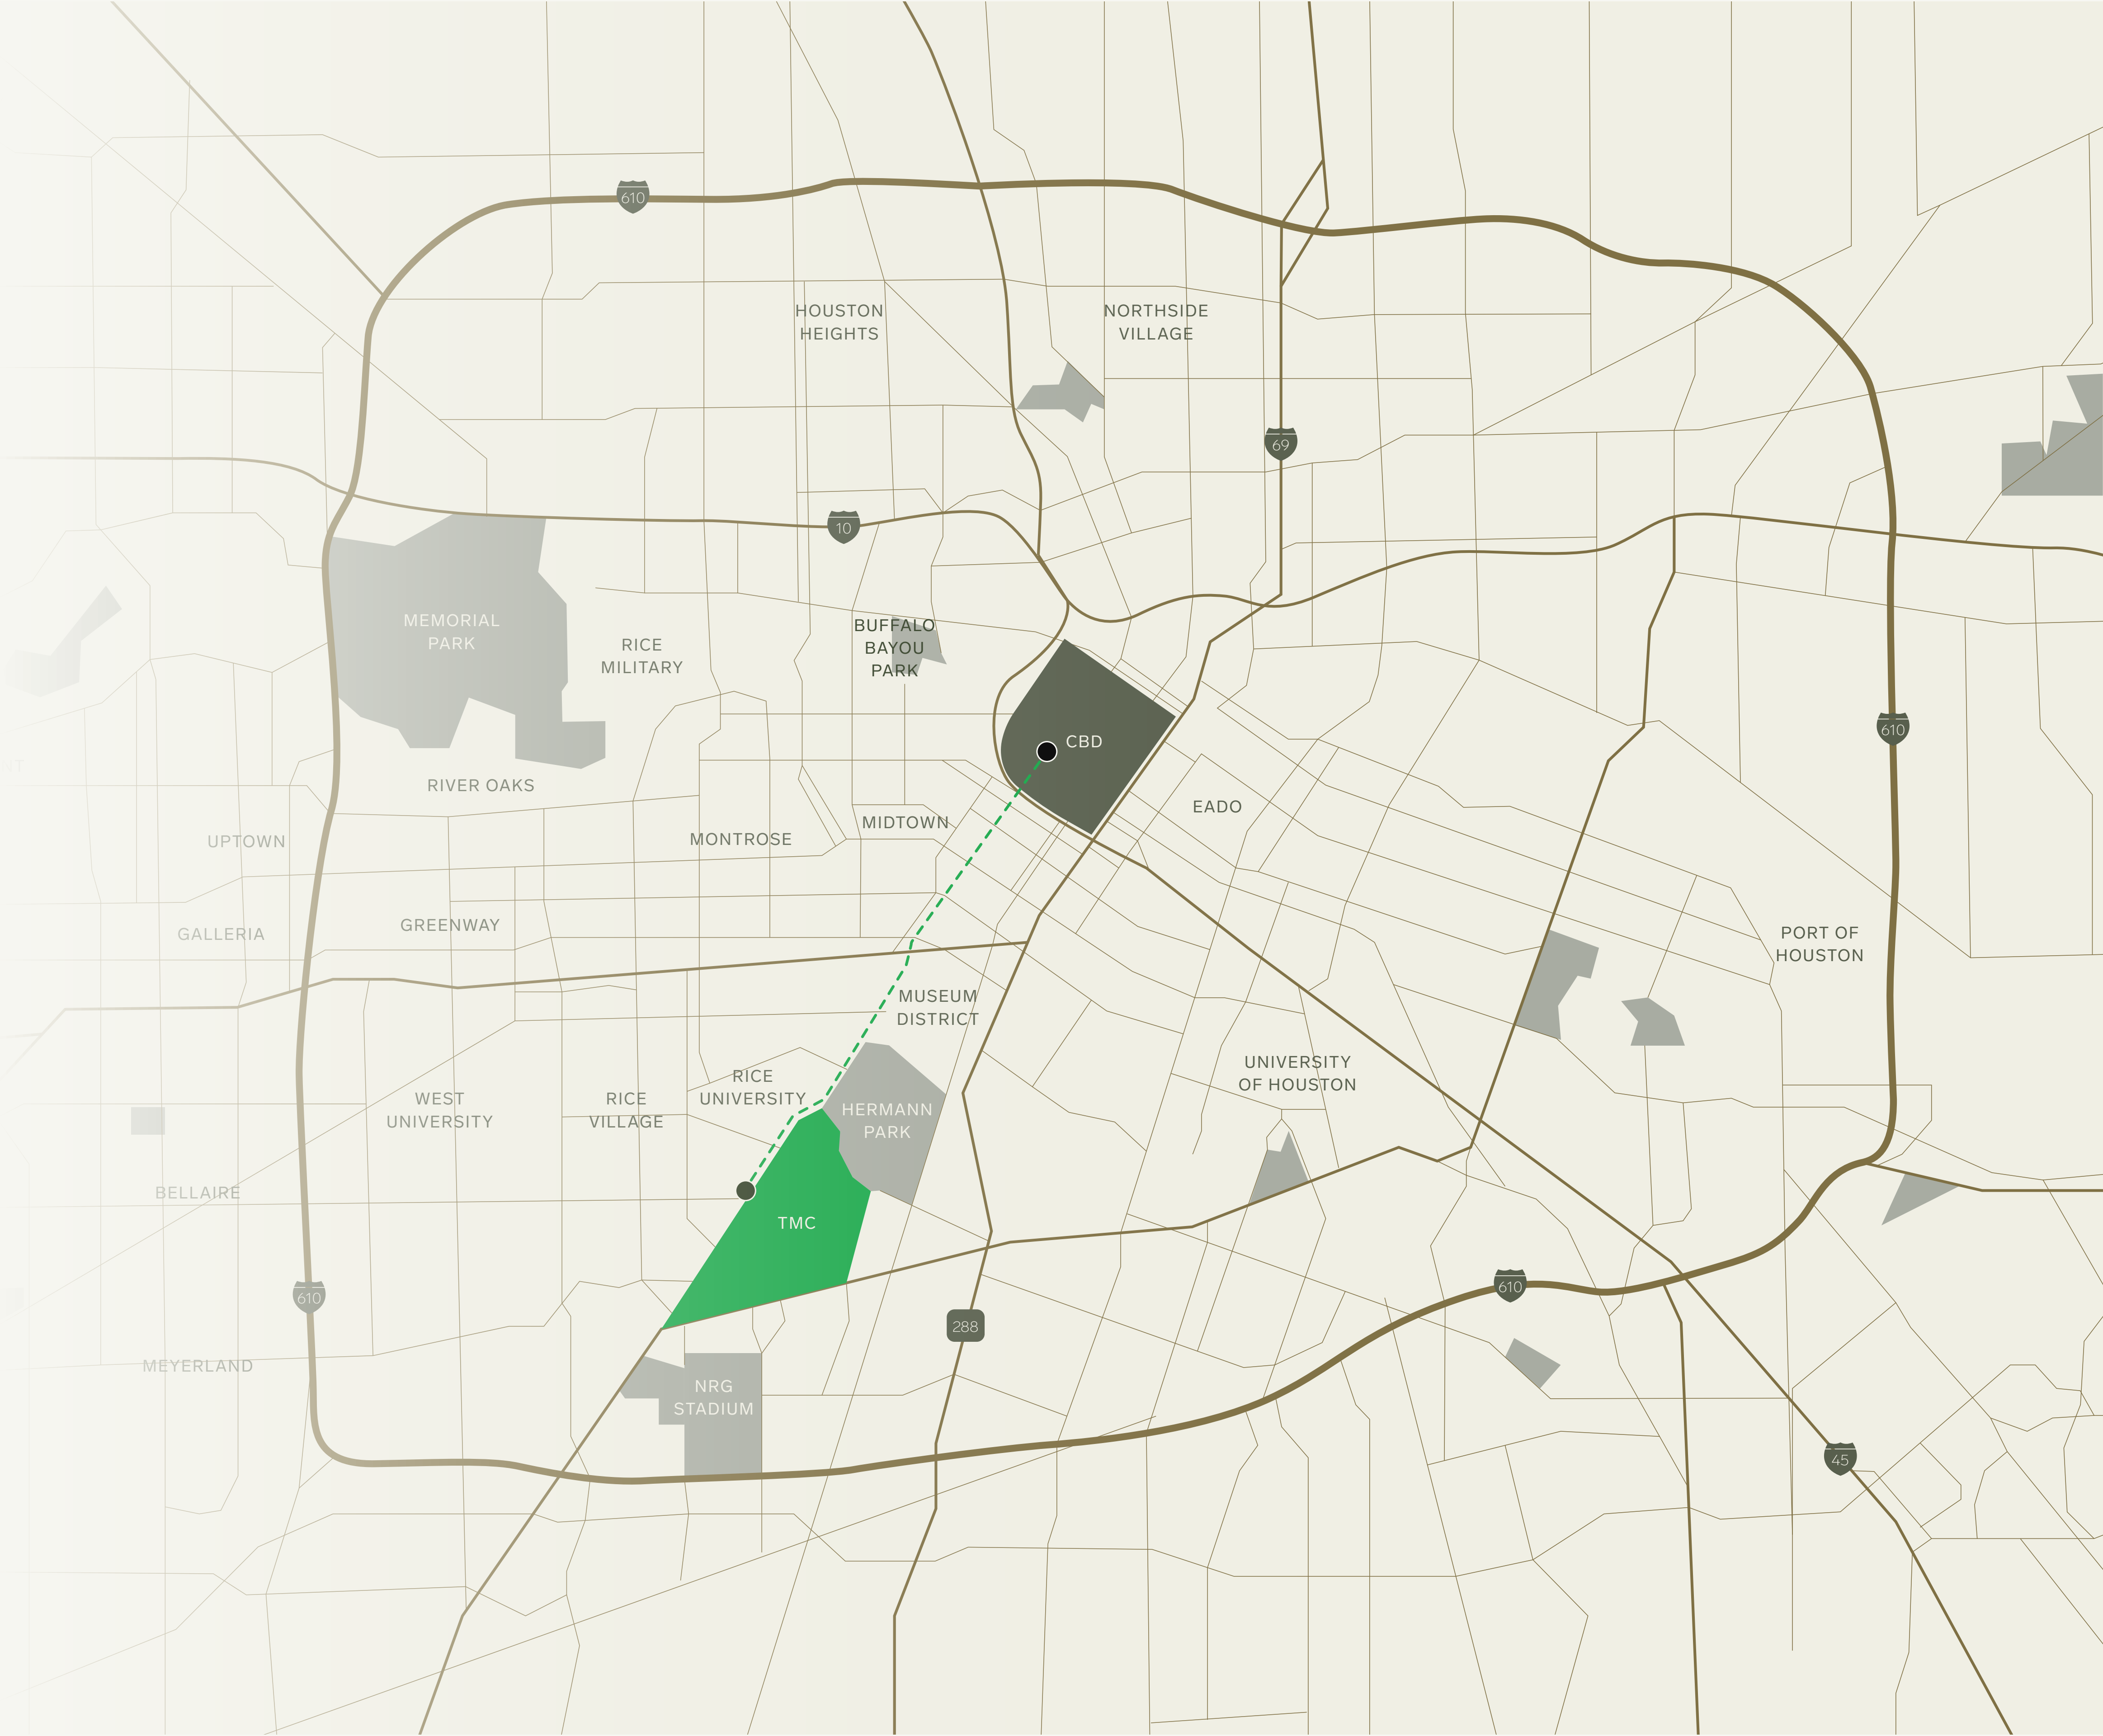 610
HOUSTON
HEIGHTS
NORTHSIDE
VILLAGE
69
10
MEMORIAL
PARK
RICE
MILITARY
BUFFALO
BAYOU
PARK
610
CBD
RIVER OAKS
EADO
UPTOWN
MONTROSE
MIDTOWN
GREENWAY
GALLERIA
PORT OF
HOUSTON
MUSEUM
DISTRICT
UNIVERSITY
OF HOUSTON
RICE
UNIVERSITY
WEST
UNIVERSITY
RICE
VILLAGE
HERMANN
PARK
BELLAIRE
TMC
610
610
288
MEYERLAND
NRG
STADIUM
45